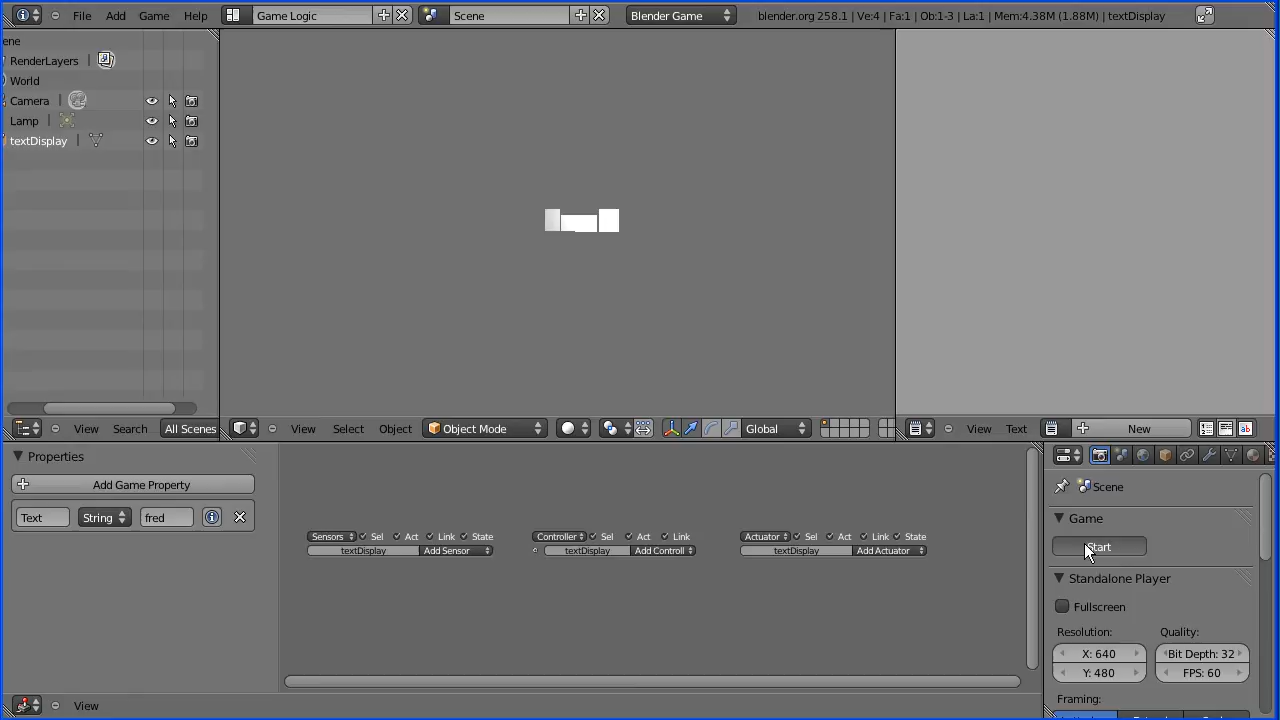 File Add Game Help Game Logic Scene Blender Game blender.org 258.1 | Ve:4 | Fa:1 | Ob:1-3 | La:1 | Mem:4.38M (1.88M) | textDisplay
ene
RenderLayers
World
Camera
Lamp
textDisplay
View Search All Scenes View Select Object Object Mode Global View Text New
Properties
Add Game Property
Text String fred
Sensors Sel Act Link State Controller Sel Act Link Actuator Sel Act Link State
textDisplay Add Sensor textDisplay Add Controll textDisplay Add Actuator
Scene
Game
Start
Standalone Player
Fullscreen
Resolution: Quality:
X: 640 Bit Depth: 32
Y: 480 FPS: 60
Framing:
View